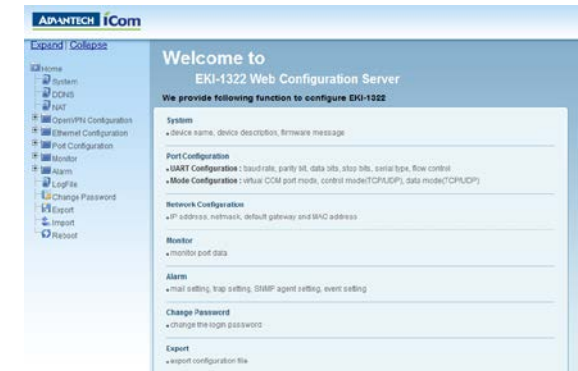 ADVANTECH iCom
Expand | Collapse
Home
System
DDNS
NAT
OpenVPN Configuration
Ethernet Configuration
Port Configuration
Monitor
Alarm
LogFile
Change Password
Export
Import
Reboot
Welcome to
EKI-1322 Web Configuration Server
We provide following function to configure EKI-1322
System
device name, device description, firmware message
Port Configuration
UART Configuration : baudrate, parity bit, data bits, stop bits, serial type, flow control
Mode Configuration : virtual COM port mode, control mode(TCP/UDP), data mode(TCP/UDP)
Network Configuration
IP address, netmask, default gateway and MAC address
Monitor
monitor port data
Alarm
mail setting, trap setting, SNMP agent setting, event setting
Change Password
change the login password
Export
export configuration file